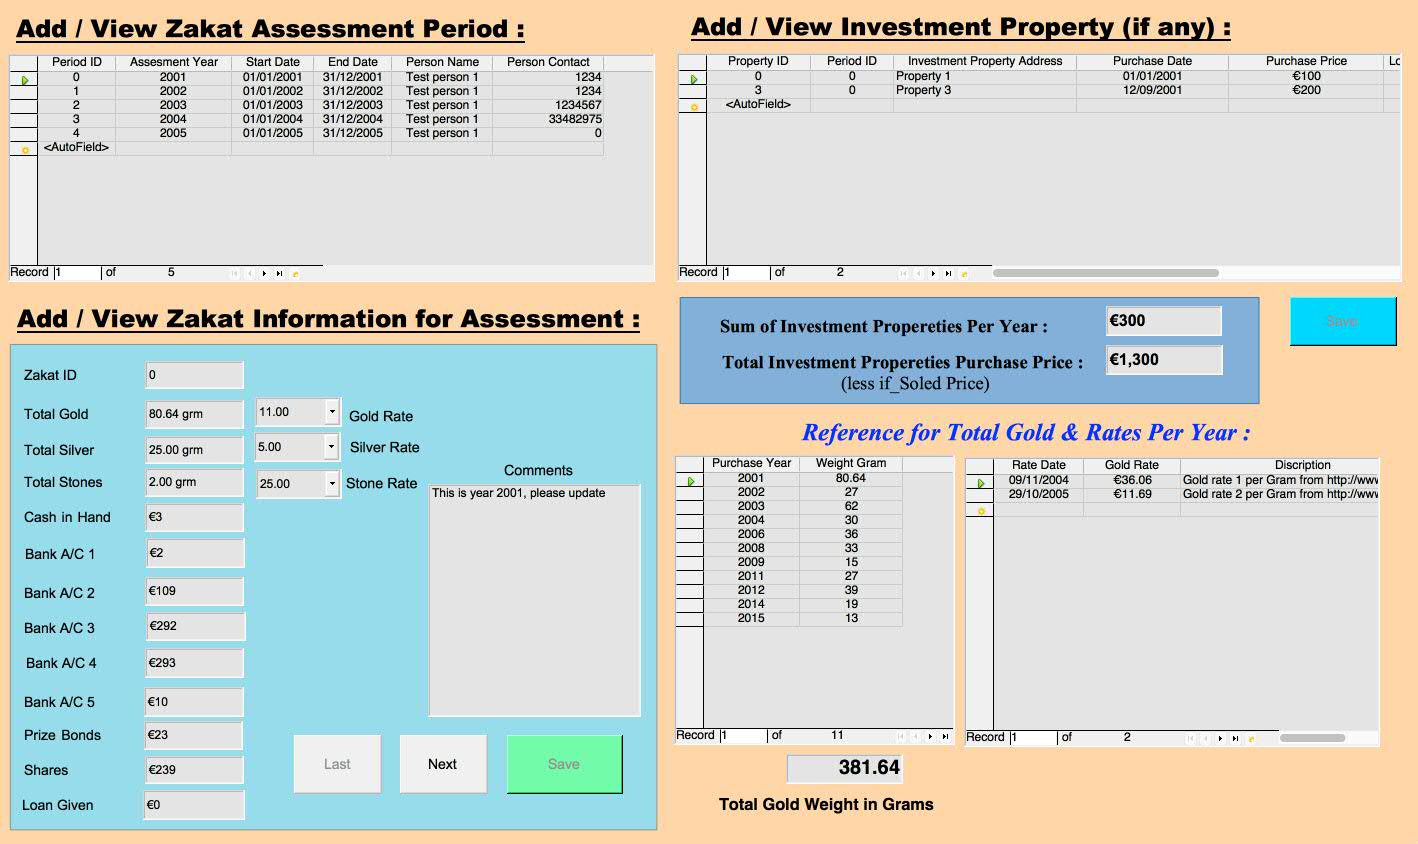 Add / View Zakat Assessment Period :
Period ID Assesment Year Start Date End Date Person Name Person Contact
0 2001 01/01/2001 31/12/2001 Test person 1 1234
1 2002 01/01/2002 31/12/2002 Test person 1 1234
2 2003 01/01/2003 31/12/2003 Test person 1 1234567
3 2004 01/01/2004 31/12/2004 Test person 1 33482975
4 2005 01/01/2005 31/12/2005 Test person 1 0
<AutoField>
Record 1 of 5
Add / View Investment Property (if any) :
Property ID Period ID Investment Property Address Purchase Date Purchase Price Lo
0 0 Property 1 01/01/2001 €100
3 0 Property 3 12/09/2001 €200
<AutoField>
Record 1 of 2
Add / View Zakat Information for Assessment :
Zakat ID 0
Total Gold 80.64 grm 11.00 Gold Rate
Total Silver 25.00 grm 5.00 Silver Rate
Total Stones 2.00 grm 25.00 Stone Rate
Cash in Hand €3
Bank A/C 1 €2
Bank A/C 2 €109
Bank A/C 3 €292
Bank A/C 4 €293
Bank A/C 5 €10
Prize Bonds €23
Shares €239
Loan Given €0
Comments
This is year 2001, please update
Last Next Save
Sum of Investment Propereties Per Year : €300
Total Investment Propereties Purchase Price : €1,300
(less if_Soled Price)
Save
Reference for Total Gold & Rates Per Year :
Purchase Year Weight Gram
2001 80.64
2002 27
2003 62
2004 30
2006 36
2008 33
2009 15
2011 27
2012 39
2014 19
2015 13
Record 1 of 11
381.64
Total Gold Weight in Grams
Rate Date Gold Rate Discription
09/11/2004 €36.06 Gold rate 1 per Gram from http://www
29/10/2005 €11.69 Gold rate 2 per Gram from http://www
Record 1 of 2